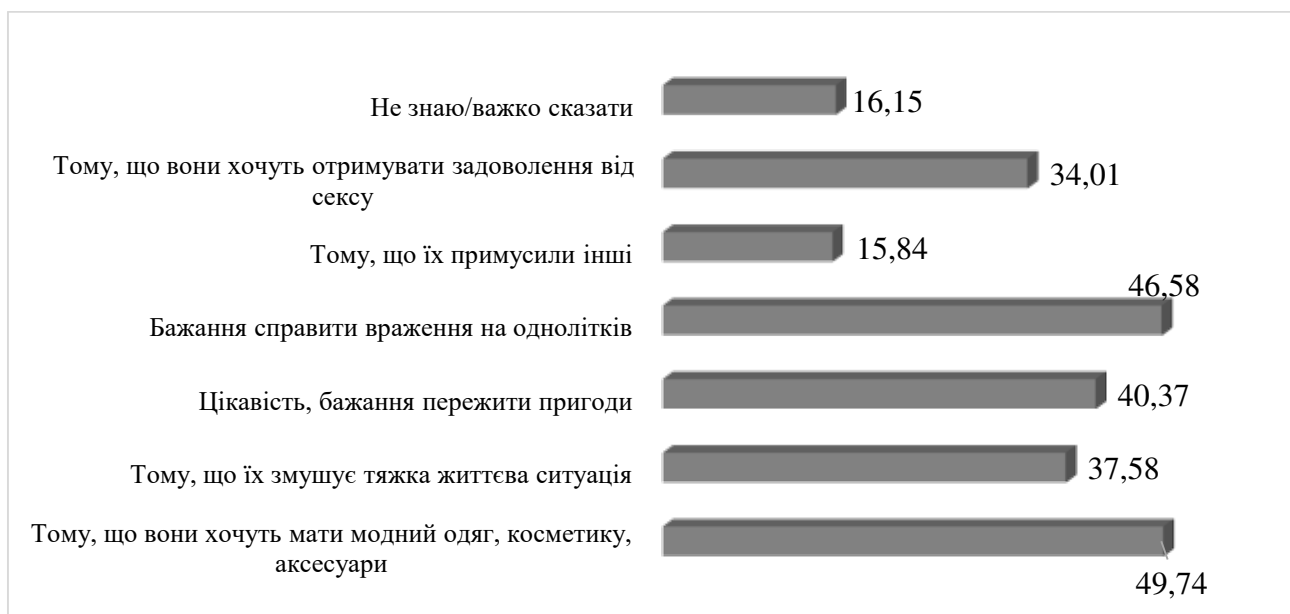 Не знаю/важко сказати
16,15
Тому, що вони хочуть отримувати задоволення від
сексу
34,01
Тому, що їх примусили інші
15,84
46,58
Бажання справити враження на однолітків
Цікавість, бажання пережити пригоди
40,37
Тому, що їх змушує тяжка життєва ситуація
37,58
Тому, що вони хочуть мати модний одяг, косметику,
аксесуари
49,74